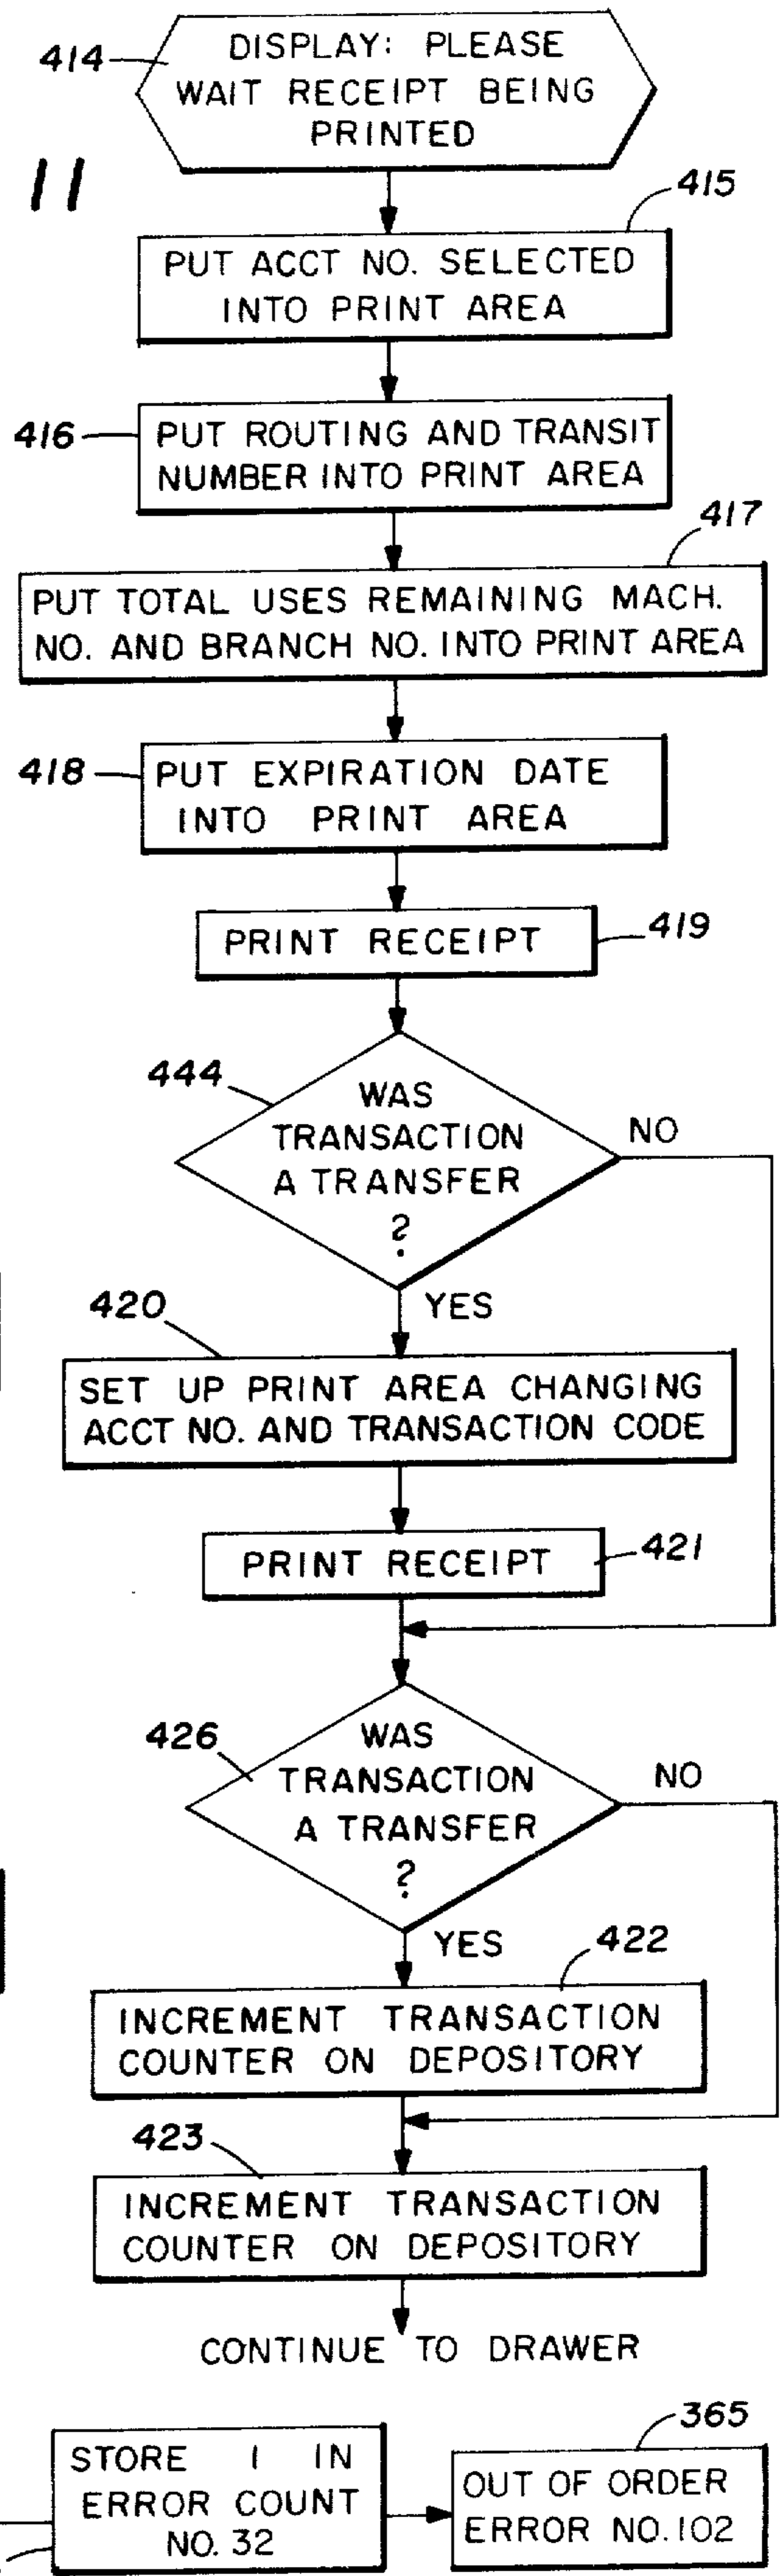 414
DISPLAY: PLEASE
WAIT RECEIPT BEING
PRINTED
11
415
PUT ACCT NO. SELECTED
INTO PRINT AREA
416
PUT ROUTING AND TRANSIT
NUMBER INTO PRINT AREA
417
PUT TOTAL USES REMAINING MACH.
NO. AND BRANCH NO. INTO PRINT AREA
418
PUT EXPIRATION DATE
INTO PRINT AREA
PRINT RECEIPT
419
444
WAS
TRANSACTION
A TRANSFER
?
NO
YES
420
SET UP PRINT AREA CHANGING
ACCT NO. AND TRANSACTION CODE
PRINT RECEIPT
421
426
WAS
TRANSACTION
A TRANSFER
?
NO
YES
422
INCREMENT TRANSACTION
COUNTER ON DEPOSITORY
423
INCREMENT TRANSACTION
COUNTER ON DEPOSITORY
CONTINUE TO DRAWER
STORE 1 IN
ERROR COUNT
NO. 32
365
OUT OF ORDER
ERROR NO. 102